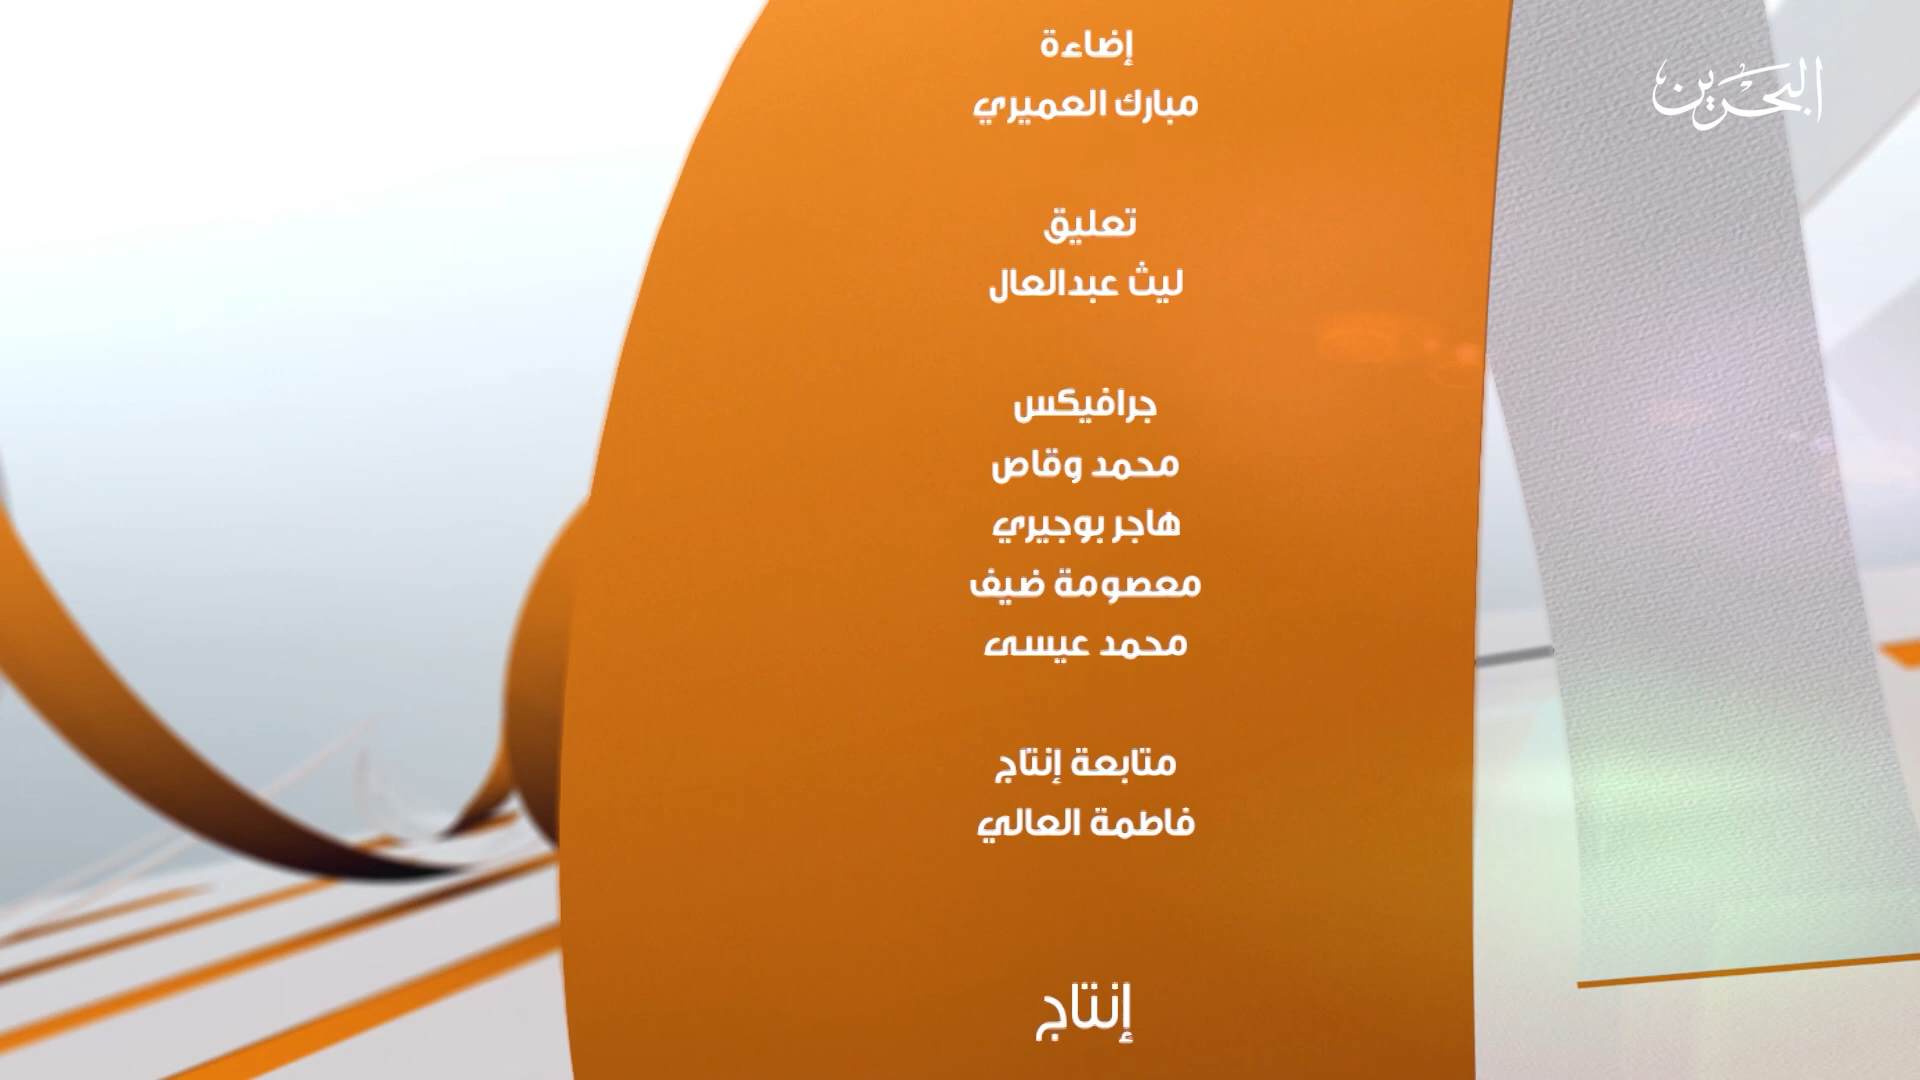 البحرين
إضاءة
مبارك العميري
تعليق
ليث عبدالعال
جرافيكس
محمد وقاص
هاجر بوجيري
معصومة ضيف
محمد عيسى
متابعة إنتاج
فاطمة العالي
إنتاج